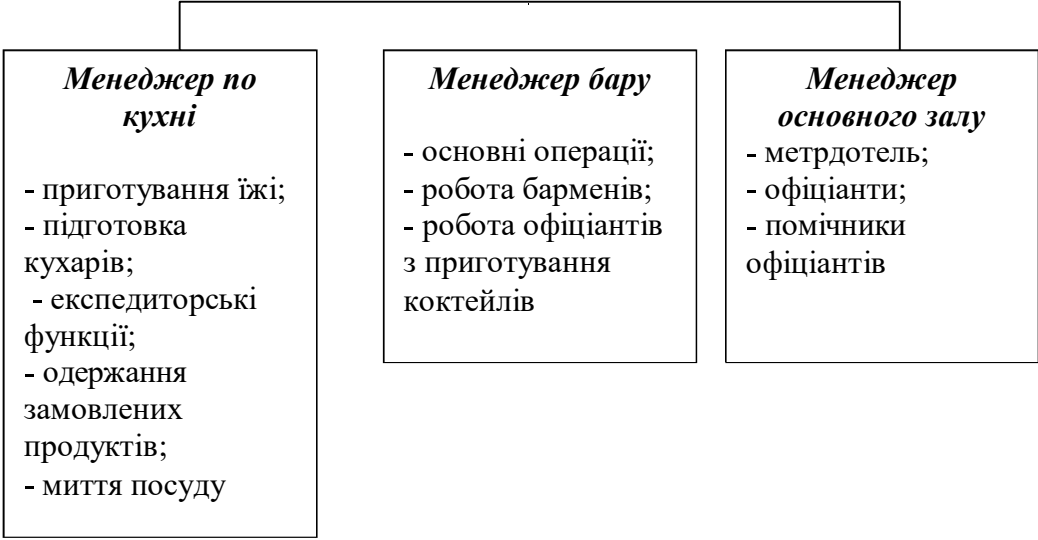 Менеджер по
кухні
- приготування їжі;
- підготовка
кухарів;
- експедиторські
функції;
- одержання
замовлених
продуктів;
- миття посуду
Менеджер бару
- основні операції;
- робота барменів;
- робота офіціантів
з приготування
коктейлів
Менеджер
основного залу
- метрдотель;
- офіціанти;
- помічники
офіціантів